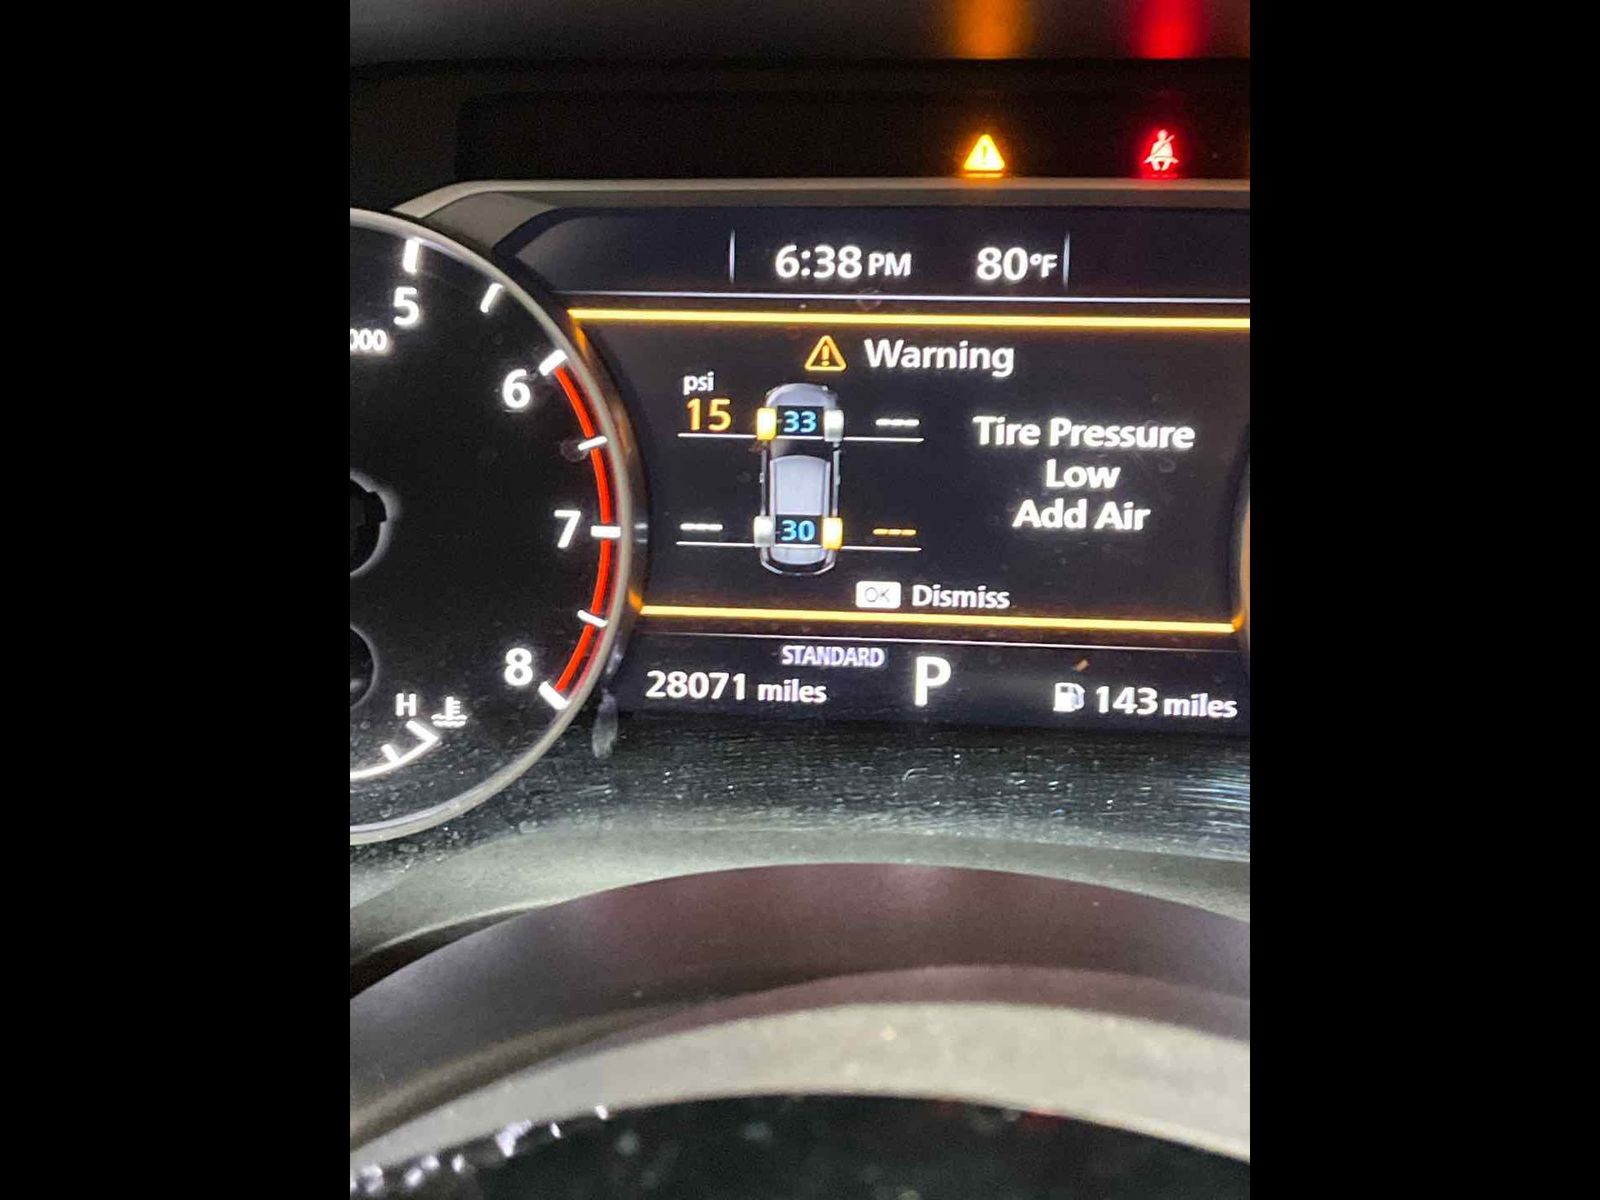 5
000
6
7
8
H
6:38 PM 80°F
Warning
psi
15 33 ---
Tire Pressure
Low
Add Air
--- 30 ---
OK Dismiss
STANDARD
28071 miles P 143 miles